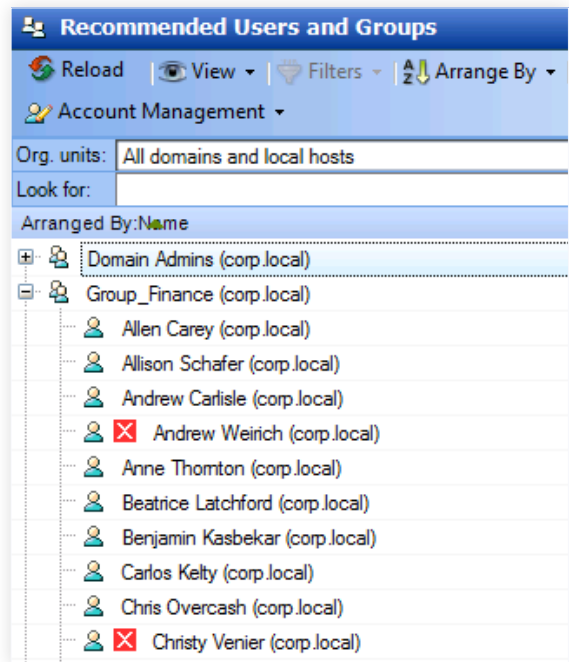 Recommended Users and Groups
Reload View Filters Arrange By
Account Management
Org. units: All domains and local hosts
Look for:
Arranged By:Name
Domain Admins (corp.local)
Group_Finance (corp.local)
Allen Carey (corp.local)
Allison Schafer (corp.local)
Andrew Carlisle (corp.local)
Andrew Weirich (corp.local)
Anne Thornton (corp.local)
Beatrice Latchford (corp.local)
Benjamin Kasbekar (corp.local)
Carlos Kelty (corp.local)
Chris Overcash (corp.local)
Christy Venier (corp.local)